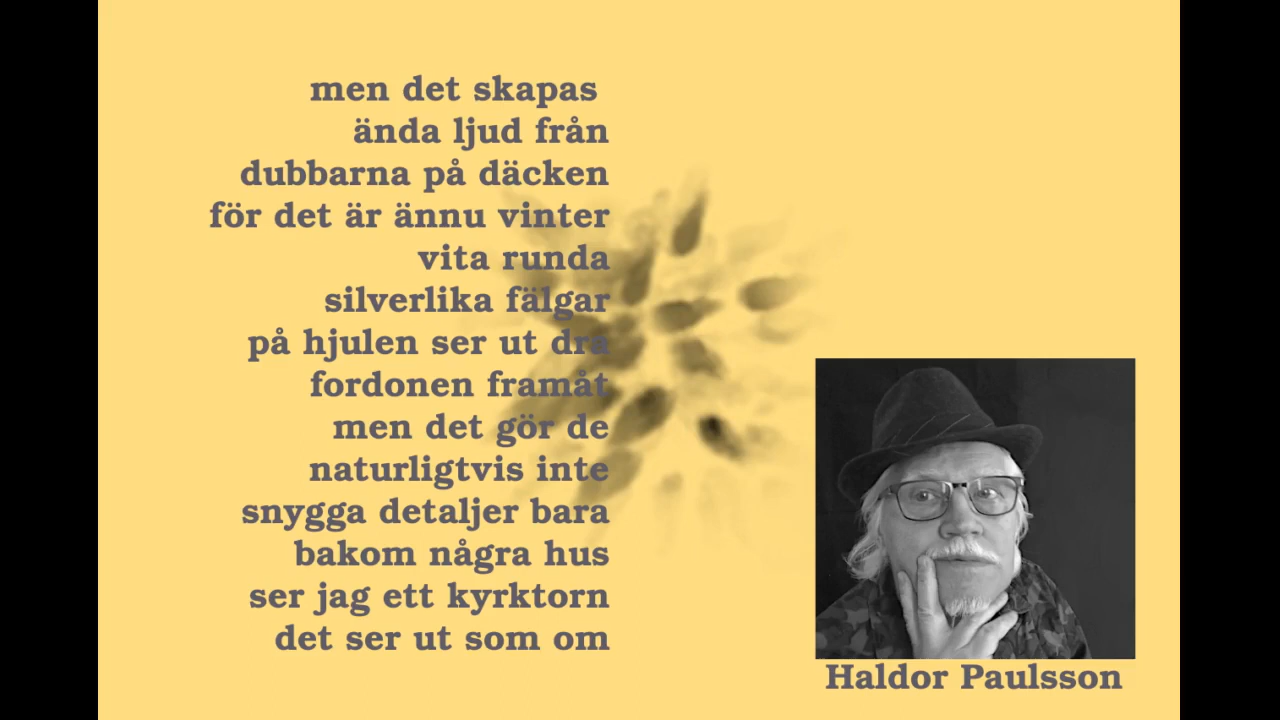 men det skapas
ända ljud från
dubbarna på däcken
för det är ännu vinter
vita runda
silverlika fälgar
på hjulen ser ut dra
fordonen framåt
men det gör de
naturligtvis inte
snygga detaljer bara
bakom några hus
ser jag ett kyrktorn
det ser ut som om
Haldor Paulsson